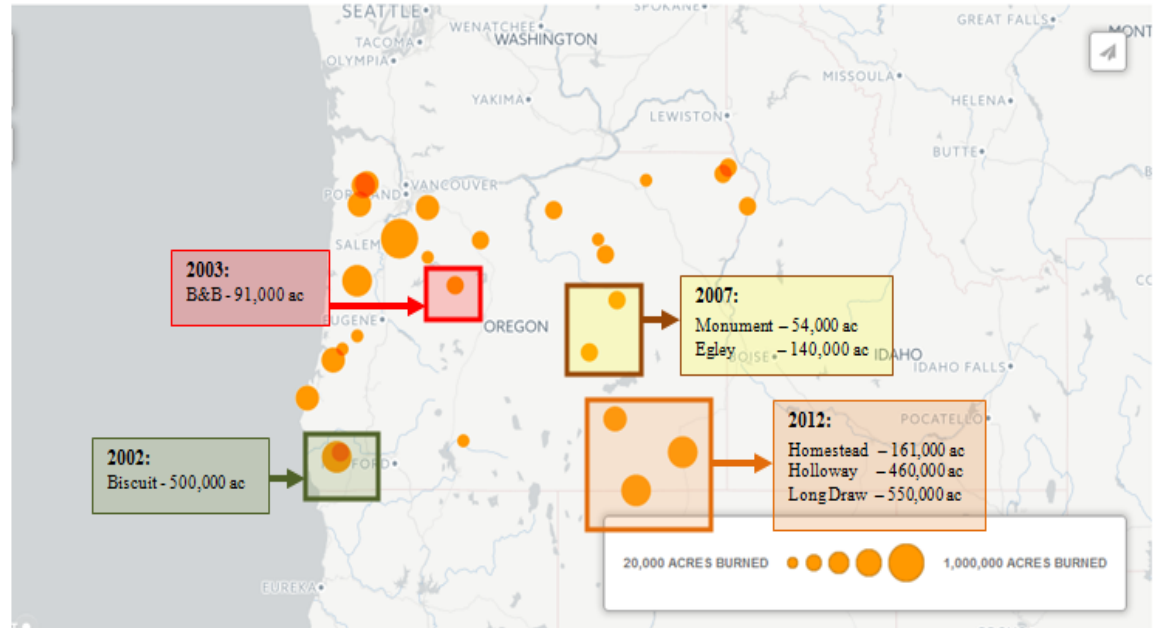 SEATTLE
SPOKANE
GREAT FALLS
WENATCHEE
WASHINGTON
MONT
TACOMA
OLYMPIA
MISSOULA
YAKIMA
HELENA
LEWISTON
BUTTE
PORTLAND
VANCOUVER
SALEM
2003:
B&B - 91,000 ac
EUGENE
OREGON
2007:
Monument – 54,000 ac
Egley – 140,000 ac
BOISE
IDAHO
IDAHO FALLS
POCATELLO
2012:
Homestead – 161,000 ac
Holloway – 460,000 ac
Long Draw – 550,000 ac
2002:
Biscuit - 500,000 ac
FORD
20,000 ACRES BURNED
1,000,000 ACRES BURNED
EUREKA